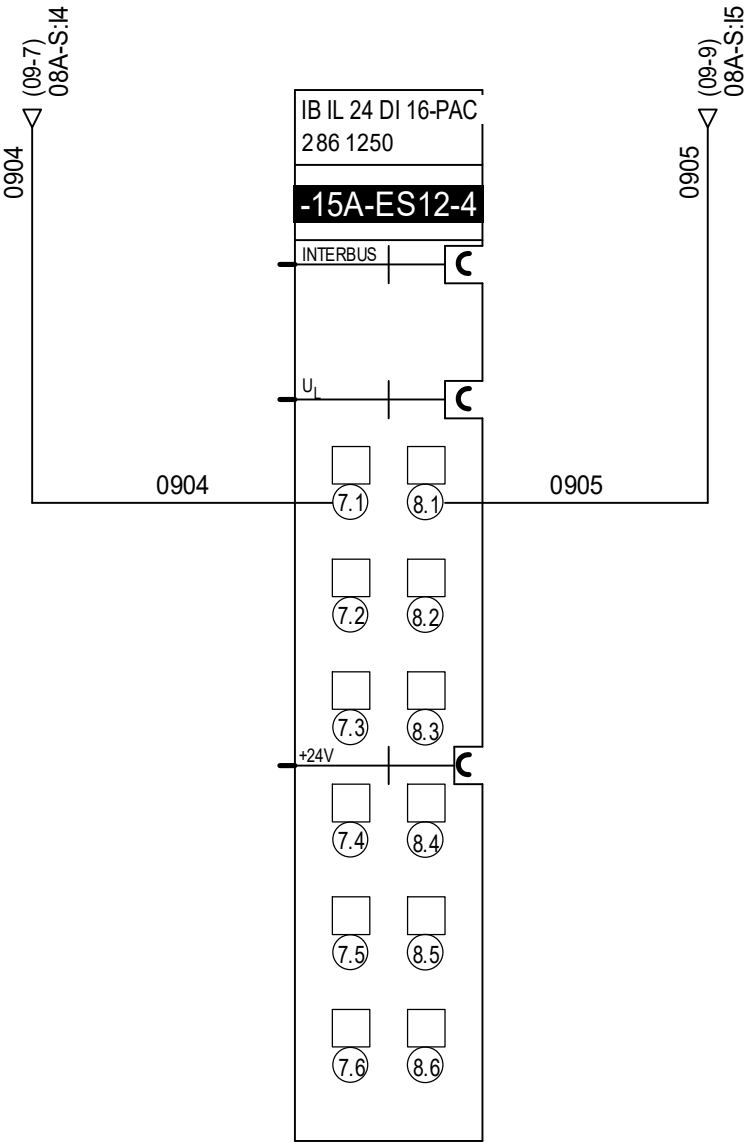 (09-7)
08A-S:I4
0904
(09-9)
08A-S:I5
0905
IB IL 24 DI 16-PAC
286 1250
-15A-ES12-4
INTERBUS
UL
0904
7.1
8.1
0905
7.2
8.2
7.3
8.3
+24V
7.4
8.4
7.5
8.5
7.6
8.6